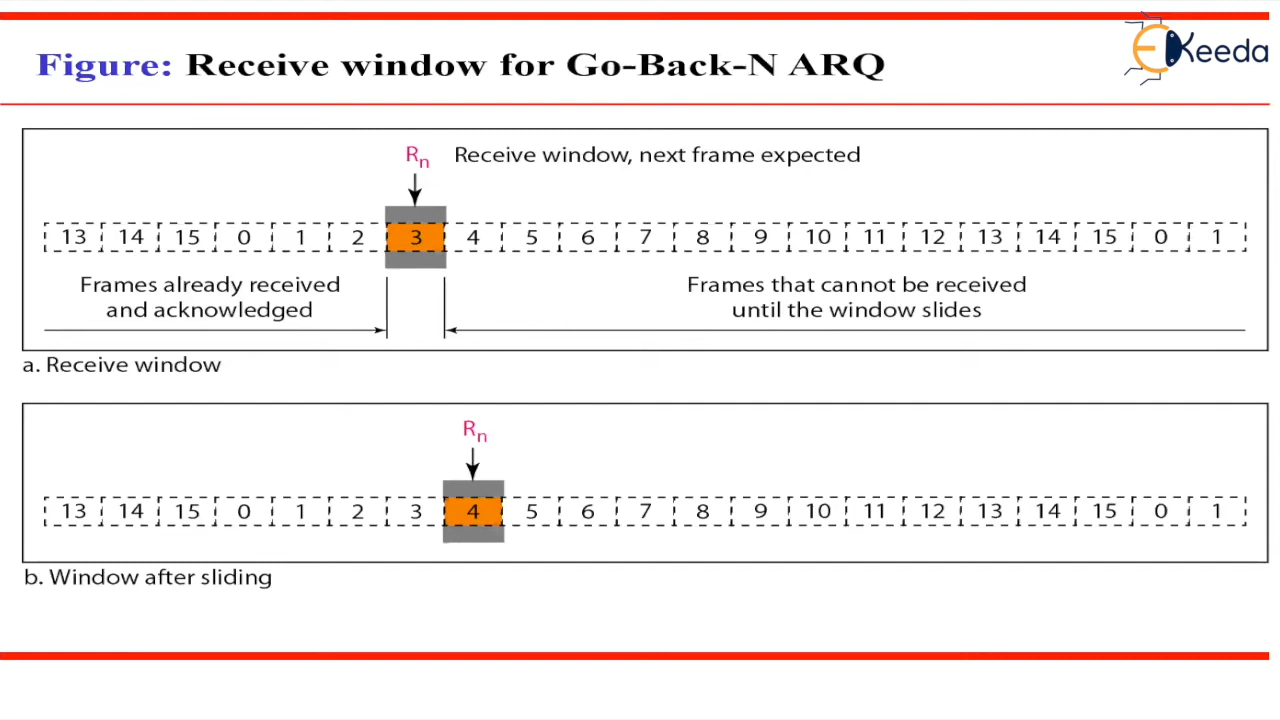 Figure: Receive window for Go-Back-N ARQ
EKeeda
Rn Receive window, next frame expected
13 14 15 0 1 2 3 4 5 6 7 8 9 10 11 12 13 14 15 0 1
Frames already received
and acknowledged
Frames that cannot be received
until the window slides
a. Receive window
Rn
13 14 15 0 1 2 3 4 5 6 7 8 9 10 11 12 13 14 15 0 1
b. Window after sliding